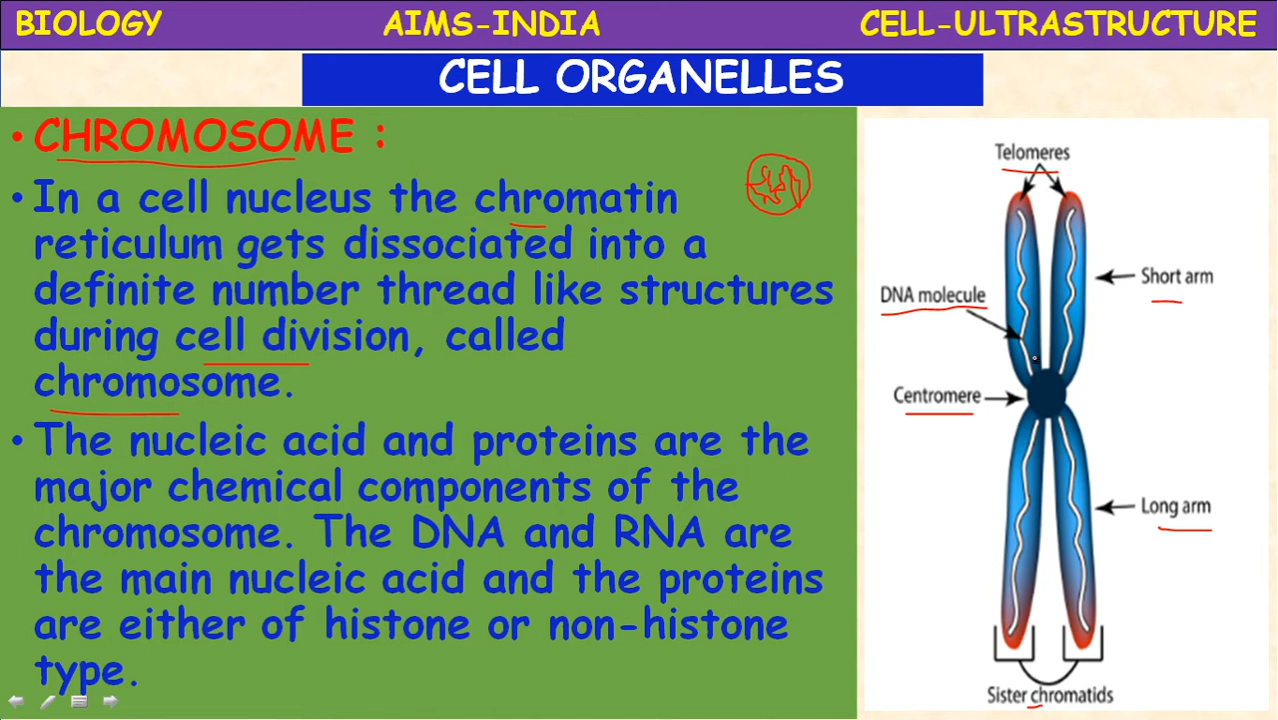 BIOLOGY AIMS-INDIA CELL-ULTRASTRUCTURE
CELL ORGANELLES
• CHROMOSOME :
• In a cell nucleus the chromatin
reticulum gets dissociated into a
definite number thread like structures
during cell division, called
chromosome.
• The nucleic acid and proteins are the
major chemical components of the
chromosome. The DNA and RNA are
the main nucleic acid and the proteins
are either of histone or non-histone
type.
Telomeres
Short arm
DNA molecule
Centromere
Long arm
Sister chromatids